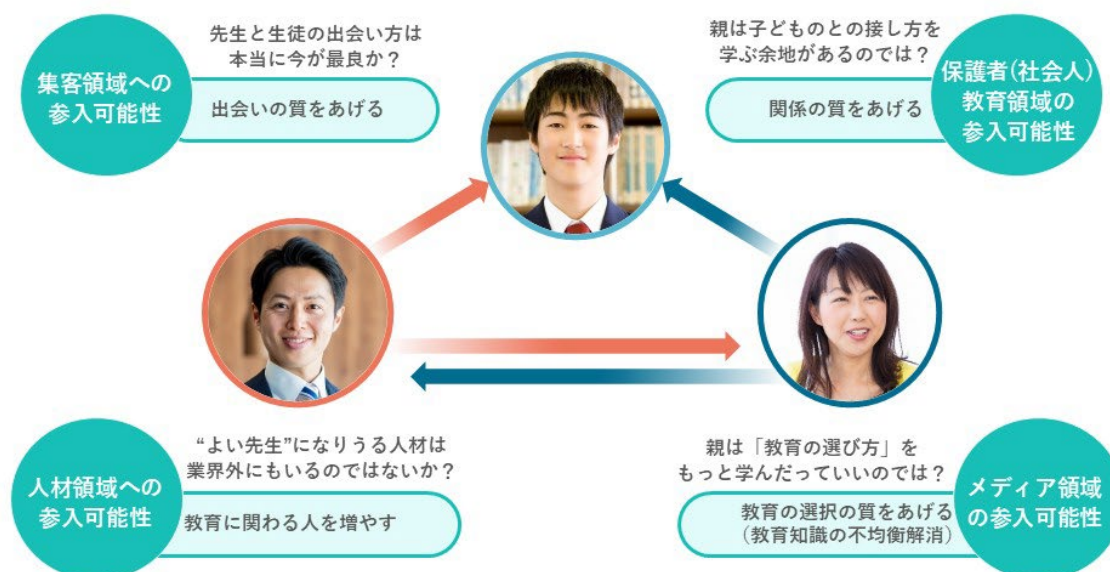 集客領域への
参入可能性
先生と生徒の出会い方は
本当に今が最良か？
出会いの質をあげる
親は子どものとの接し方を
学ぶ余地があるのでは？
関係の質をあげる
保護者(社会人)
教育領域の
参入可能性
人材領域への
参入可能性
“よい先生”になりうる人材は
業界外にもいるのではないか？
教育に関わる人を増やす
親は「教育の選び方」を
もっと学んだっていいのでは？
教育の選択の質をあげる
（教育知識の不均衡解消）
メディア領域
の参入可能性